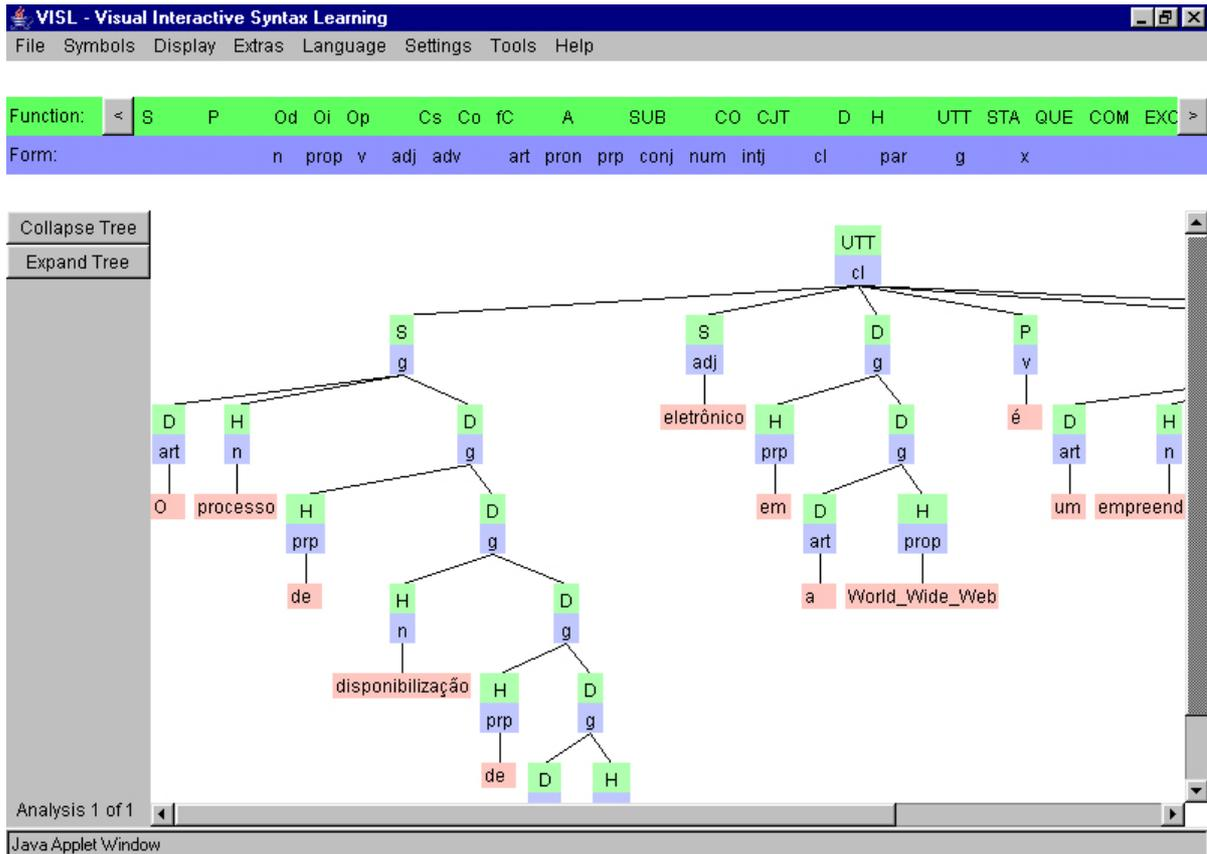 VISL - Visual Interactive Syntax Learning
File Symbols Display Extras Language Settings Tools Help
Function: < S P Od Oi Op Cs Co fC A SUB CO CJT D H UTT STA QUE COM EXC >
Form: n prop v adj adv art pron prp conj num intj cl par g x
Collapse Tree
Expand Tree
UTT
cl
S S D P
g adj g v
D H D eletrônico H D é D H
art n g prp g art n
O processo H D em D H um empreend
prp g art prop
de H D a World_Wide_Web
n g
disponibilização H D
prp g
de D H
Analysis 1 of 1
Java Applet Window